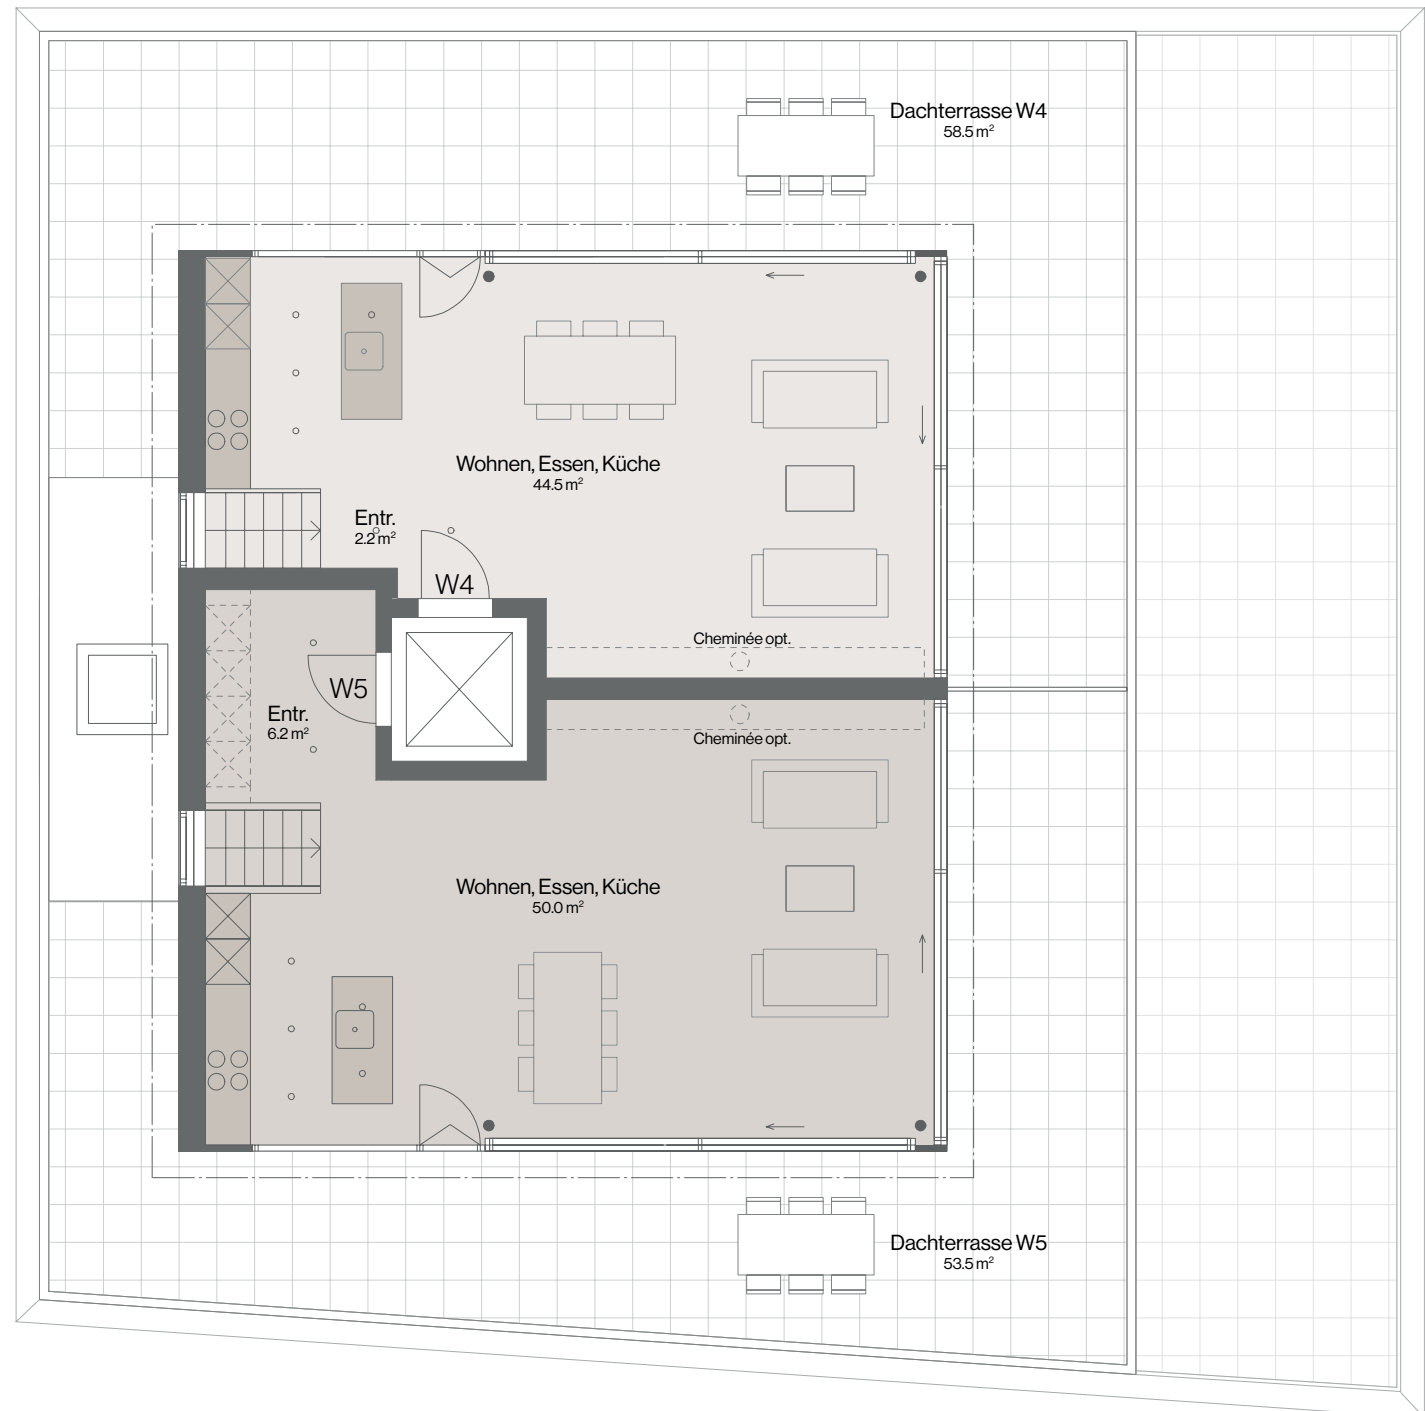 Dachterrasse W4
58.5 m²
Wohnen, Essen, Küche
44.5 m²
Entr.
2.2 m²
W4
Cheminée opt.
W5
Entr.
6.2 m²
Cheminée opt.
Wohnen, Essen, Küche
50.0 m²
Dachterrasse W5
53.5 m²